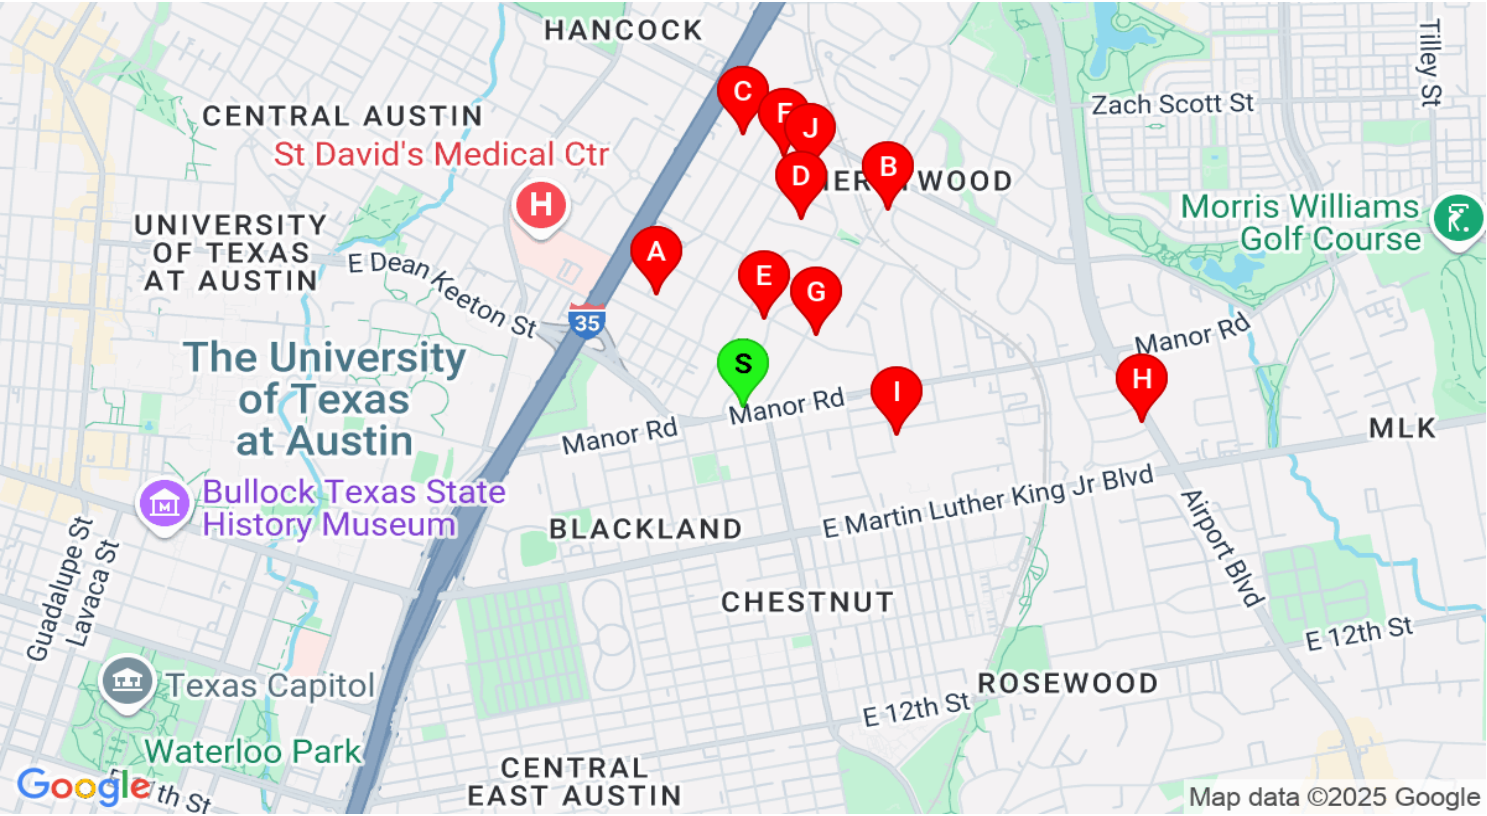 HANCOCK
Tilley St
C
Zach Scott St
CENTRAL AUSTIN
F
J
St David's Medical Ctr
B
D
WOOD
Morris Williams
Golf Course
H
UNIVERSITY
OF TEXAS
AT AUSTIN
A
E Dean Keeton St
E
G
35
Manor Rd
The University
of Texas
at Austin
S
H
I
Manor Rd
Manor Rd
MLK
Bullock Texas State
History Museum
E Martin Luther King Jr Blvd
BLACKLAND
Airport Blvd
Guadalupe St
Lavaca St
CHESTNUT
E 12th St
Texas Capitol
ROSEWOOD
E 12th St
Waterloo Park
CENTRAL
EAST AUSTIN
Google
th St
Map data ©2025 Google